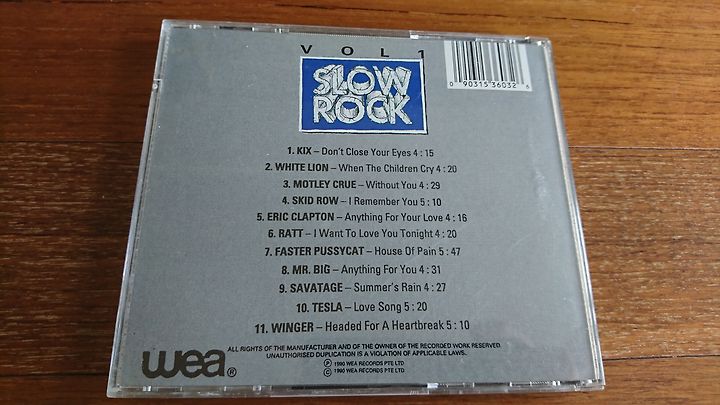 VOL 1
SLOW
ROCK
0 90315 36032 6
1. KIX – Don't Close Your Eyes 4 : 15
2. WHITE LION – When The Children Cry 4 : 20
3. MOTLEY CRUE – Without You 4 : 29
4. SKID ROW – I Remember You 5 : 10
5. ERIC CLAPTON – Anything For Your Love 4 : 16
6. RATT – I Want To Love You Tonight 4 : 20
7. FASTER PUSSYCAT – House Of Pain 5 : 47
8. MR. BIG – Anything For You 4 : 31
9. SAVATAGE – Summer's Rain 4 : 27
10. TESLA – Love Song 5 : 20
11. WINGER – Headed For A Heartbreak 5 : 10
wea®
ALL RIGHTS OF THE MANUFACTURER AND OF THE OWNER OF THE RECORDED WORK RESERVED.
UNAUTHORISED DUPLICATION IS A VIOLATION OF APPLICABLE LAWS.
℗ 1990 WEA RECORDS PTE LTD
© 1990 WEA RECORDS PTE LTD